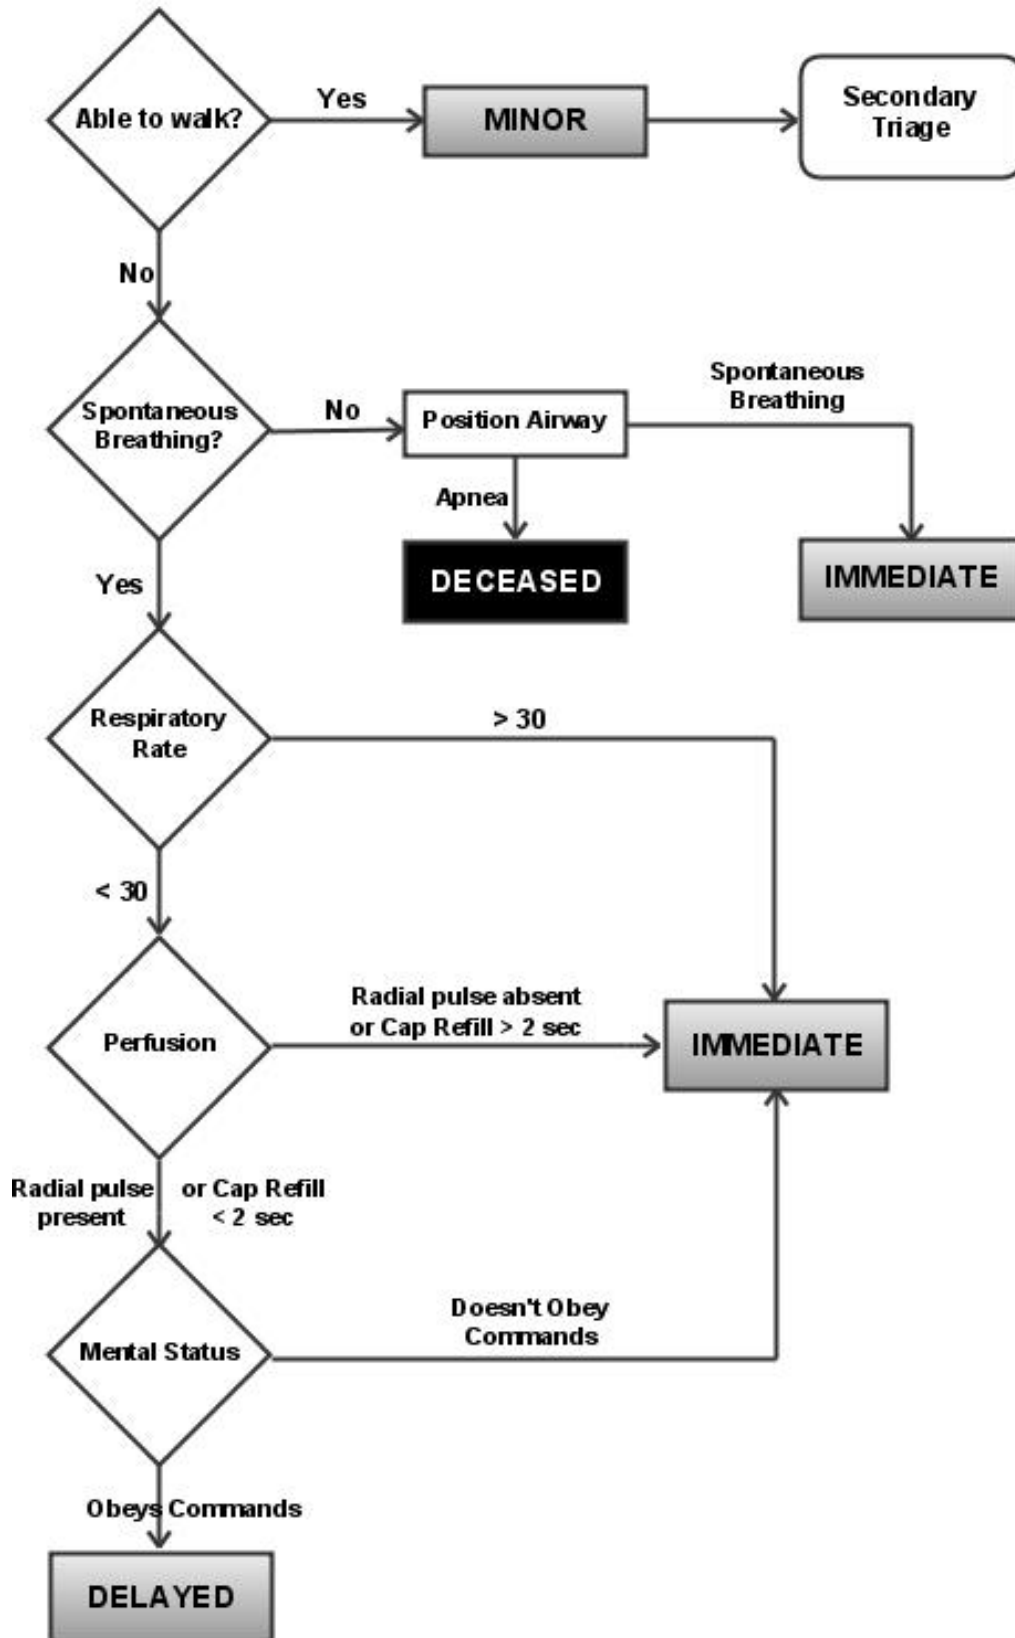 Able to walk?
Yes
MINOR
Secondary
Triage
No
Spontaneous
Breathing?
No
Position Airway
Spontaneous
Breathing
Apnea
DECEASED
IMMEDIATE
Yes
Respiratory
Rate
> 30
< 30
Perfusion
Radial pulse absent
or Cap Refill > 2 sec
IMMEDIATE
Radial pulse
present
or Cap Refill
< 2 sec
Mental Status
Doesn't Obey
Commands
Obeys Commands
DELAYED